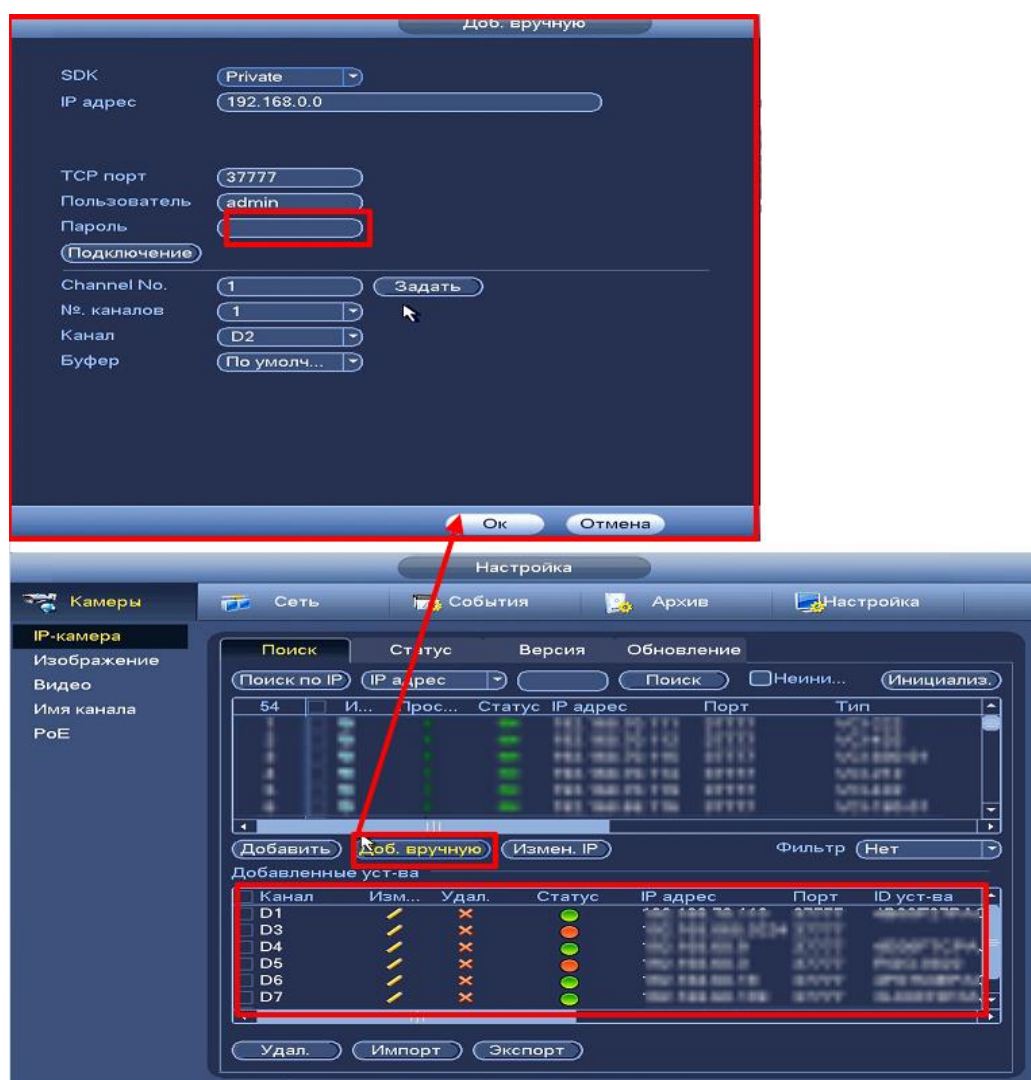 Доб. вручную
SDK Private
IP адрес 192.168.0.0
TCP порт 37777
Пользователь admin
Пароль
Подключение
Channel No. 1 Задать
№. каналов 1
Канал D2
Буфер По умолч...
Ок Отмена
Настройка
Камеры Сеть События Архив Настройка
IP-камера
Изображение
Видео
Имя канала
PoE
Поиск Статус Версия Обновление
Поиск по IP IP адрес Поиск Неини... Инициализ.
54 И... Прос... Статус IP адрес Порт Тип
Добавить Доб. вручную Измен. IP Фильтр Нет
Добавленные уст-ва
Канал Изм... Удал. Статус IP адрес Порт ID уст-ва
D1
D3
D4
D5
D6
D7
Удал. Импорт Экспорт